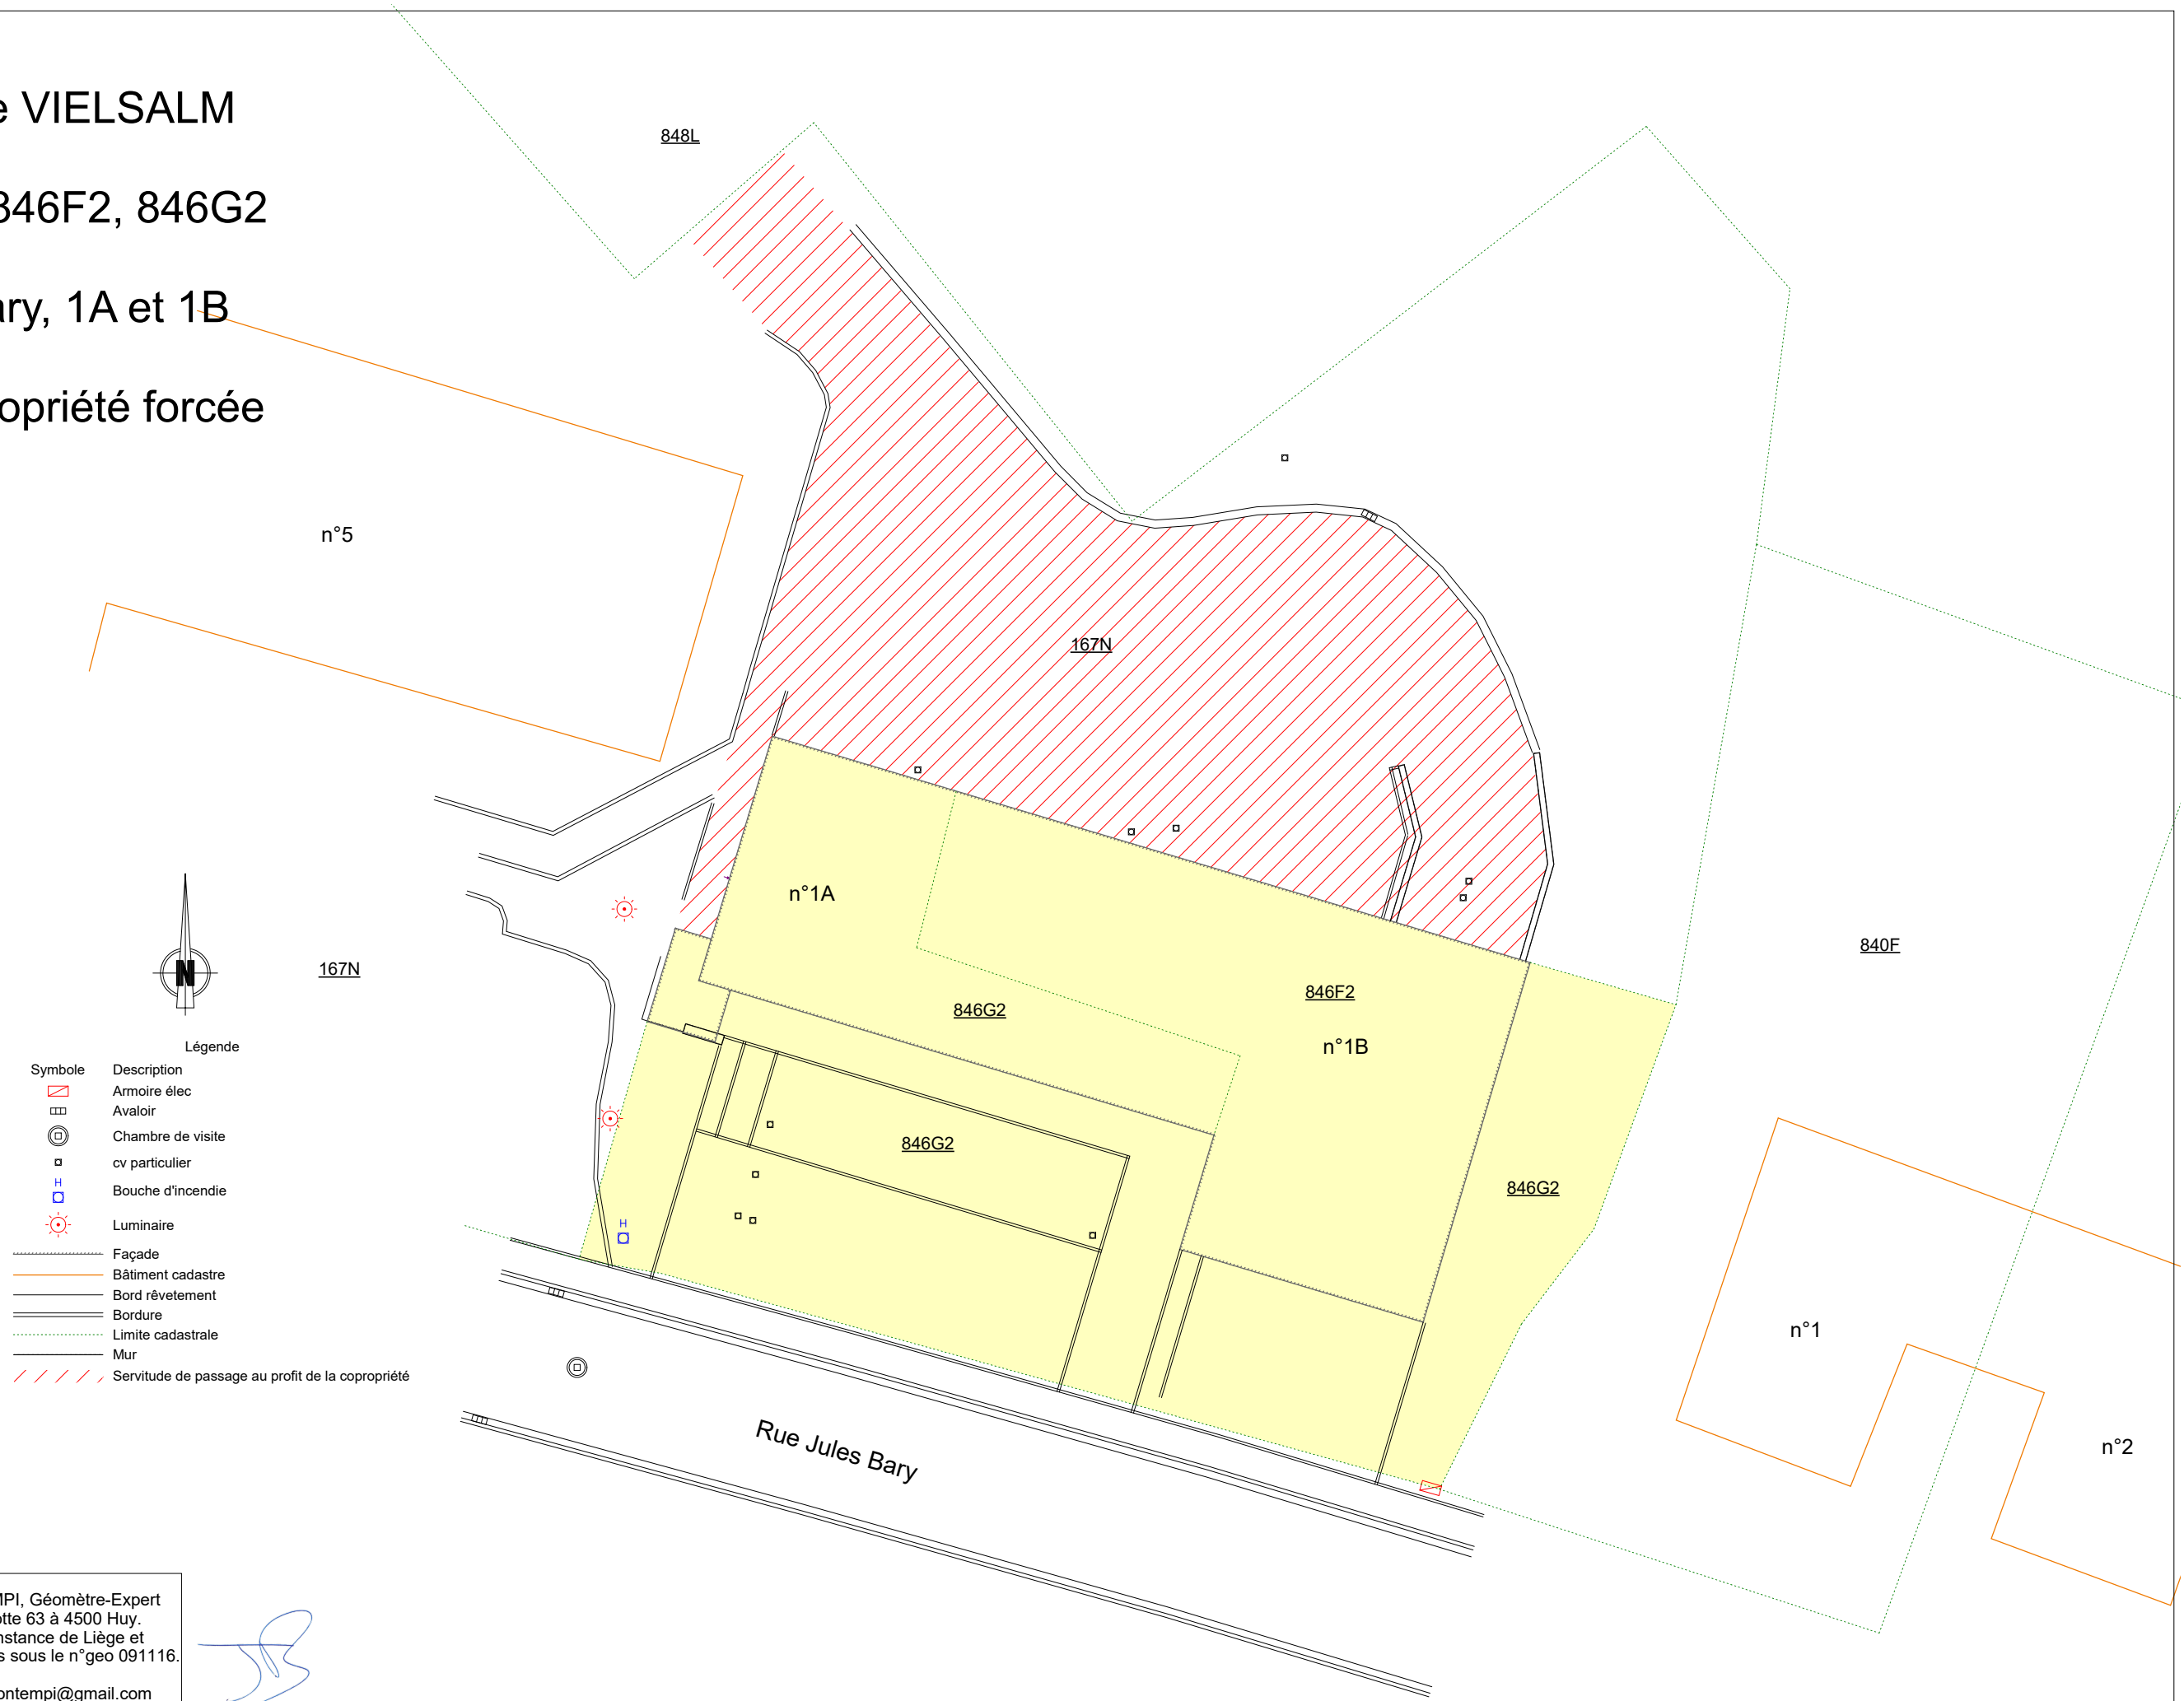 e VIELSALM
846F2, 846G2
ary, 1A et 1B
opriété forcée
848L
n°5
167N
n°1A
167N
N
846F2
846G2
n°1B
840F
846G2
846G2
n°1
n°2
H
Rue Jules Bary
Légende
Symbole Description
Armoire élec
Avaloir
Chambre de visite
cv particulier
H
Bouche d'incendie
Luminaire
Façade
Bâtiment cadastre
Bord rêvetement
Bordure
Limite cadastrale
Mur
Servitude de passage au profit de la copropriété
MPI, Géomètre-Expert
otte 63 à 4500 Huy.
nstance de Liège et
s sous le n°geo 091116.
ontempi@gmail.com